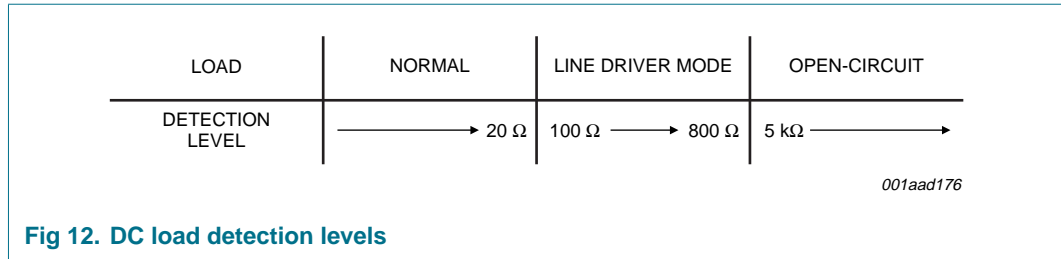 LOAD NORMAL LINE DRIVER MODE OPEN-CIRCUIT
DETECTION LEVEL 20 Ω 100 Ω 800 Ω 5 kΩ
001aad176
Fig 12. DC load detection levels